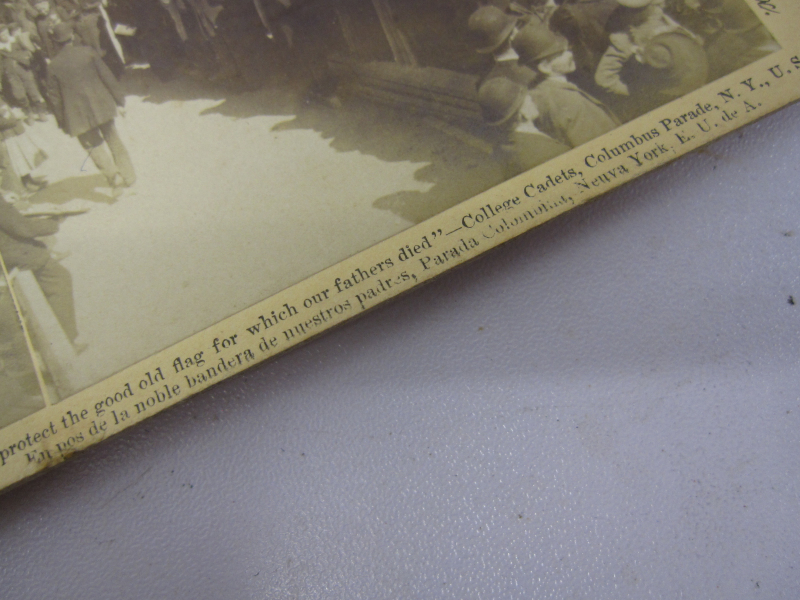 protect the good old flag for which our fathers died”—College Cadets, Columbus Parade, N. Y., U. S.
En pos de la noble bandera de nuestros padres, Parada Colombina, Neuva York, E. U. de A.